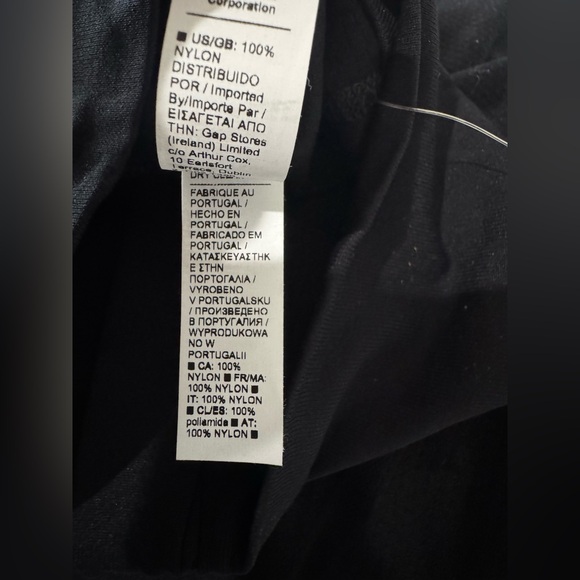 Corporation
■ US/GB: 100%
NYLON
DISTRIBUIDO
POR / Imported
By/Importe Par /
ΕΙΣΑΓΕΤΑΙ ΑΠΟ
ΤΗΝ: Gap Stores
(Ireland) Limited
c/o Arthur Cox,
10 Earlsfort
Terrace, Dublin
FABRIQUE AU
PORTUGAL /
HECHO EN
PORTUGAL /
FABRICADO EM
PORTUGAL /
ΚΑΤΑΣΚΕΥΑΣΤΗΚ
Ε ΣΤΗΝ
ΠΟΡΤΟΓΑΛΙΑ /
VYROBENO
V PORTUGALSKU
/ ПРОИЗВЕДЕНО
В ПОРТУГАЛИЯ /
WYPRODUKOWA
NO W
PORTUGALII
■ CA: 100%
NYLON ■ FR/MA:
100% NYLON ■
IT: 100% NYLON
■ CL/ES: 100%
poliamida ■ AT:
100% NYLON ■